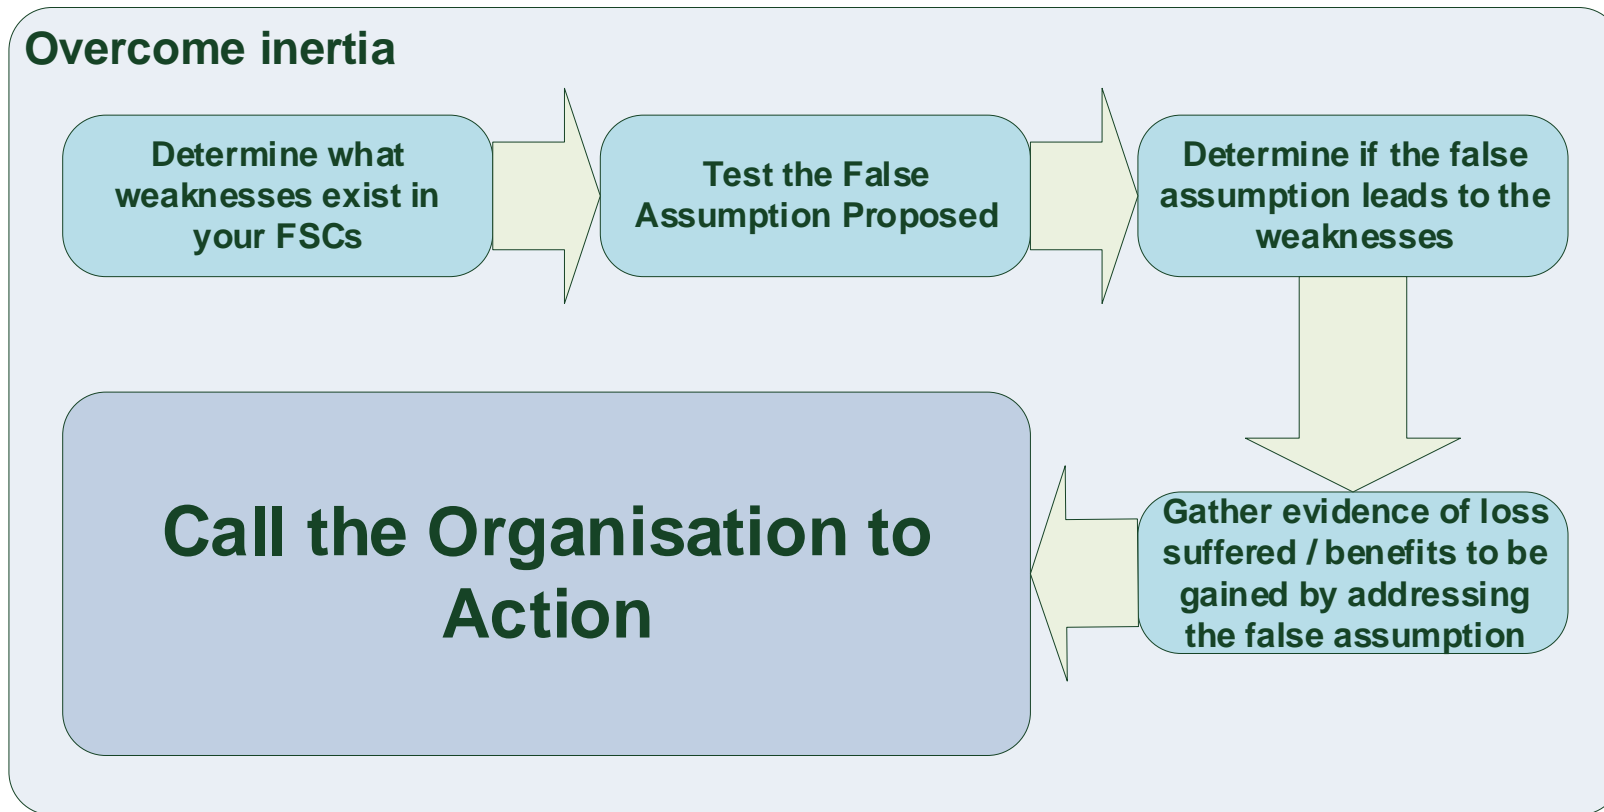 Overcome inertia
Determine what
weaknesses exist in
your FSCs
Test the False
Assumption Proposed
Determine if the false
assumption leads to the
weaknesses
Gather evidence of loss
suffered / benefits to be
gained by addressing
the false assumption
Call the Organisation to
Action